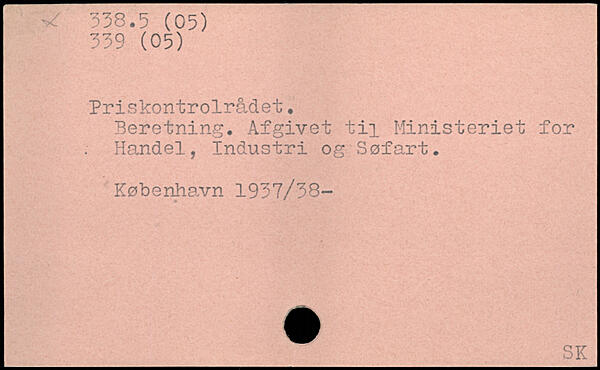 338.5 (05)
339 (05)
Priskontrolrådet.
Beretning. Afgivet til Ministeriet for
Handel, Industri og Søfart.
København 1937/38-
SK